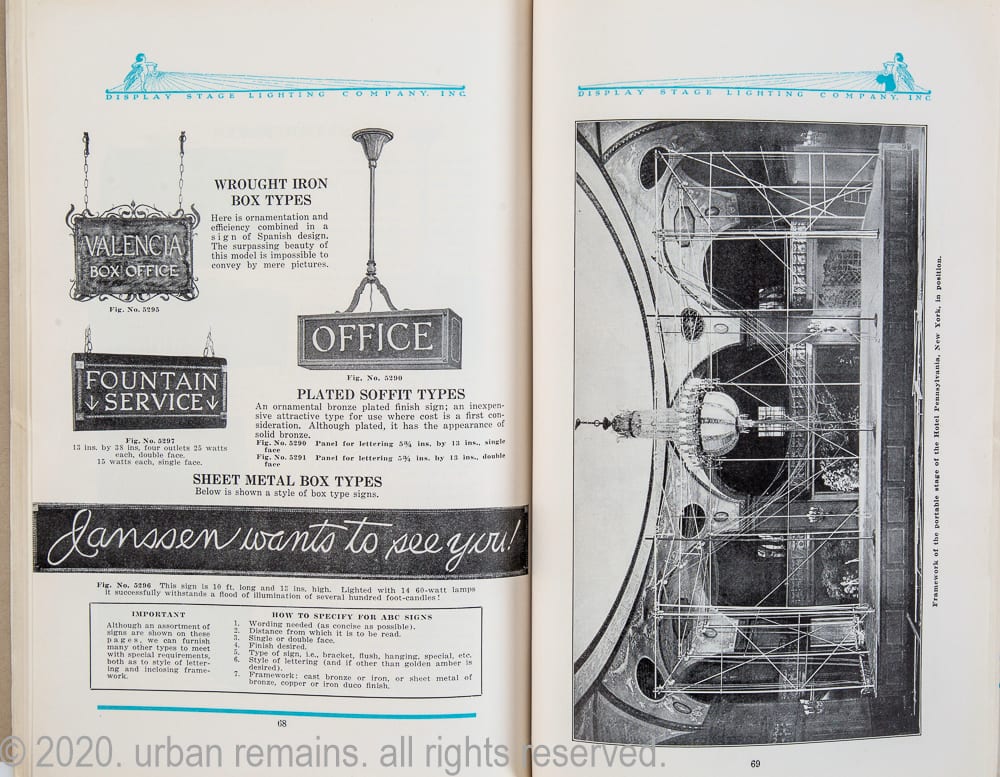 DISPLAY STAGE LIGHTING COMPANY, INC.
VALENCIA
BOX OFFICE
Fig. No. 5295
WROUGHT IRON
BOX TYPES
Here is ornamentation and
efficiency combined in a
sign of Spanish design.
The surpassing beauty of
this model is impossible to
convey by mere pictures.
OFFICE
Fig. No. 5290
FOUNTAIN
↓ SERVICE ↓
Fig. No. 5297
13 ins. by 38 ins, four outlets 25 watts
each, double face.
15 watts each, single face.
PLATED SOFFIT TYPES
An ornamental bronze plated finish sign; an inexpen-
sive attractive type for use where cost is a first con-
sideration. Although plated, it has the appearance of
solid bronze.
Fig. No. 5290 Panel for lettering 5¾ ins. by 13 ins., single
face
Fig. No. 5291 Panel for lettering 5¾ ins. by 13 ins., double
face
SHEET METAL BOX TYPES
Below is shown a style of box type signs.
Janssen wants to see you!
Fig. No. 5296 This sign is 10 ft. long and 13 ins. high. Lighted with 14 60-watt lamps
it successfully withstands a flood of illumination of several hundred foot-candles!
IMPORTANT
Although an assortment of
signs are shown on these
pages, we can furnish
many other types to meet
with special requirements,
both as to style of letter-
ing and inclosing frame-
work.
HOW TO SPECIFY FOR ABC SIGNS
1. Wording needed (as concise as possible).
2. Distance from which it is to be read.
3. Single or double face.
4. Finish desired.
5. Type of sign, i.e., bracket, flush, hanging, special, etc.
6. Style of lettering (and if other than golden amber is
desired).
7. Framework; cast bronze or iron, or sheet metal of
bronze, copper or iron duco finish.
68
DISPLAY STAGE LIGHTING COMPANY, INC.
Framework of the portable stage of the Hotel Pennsylvania, New York, in position.
69
© 2020. urban remains. all rights reserved.